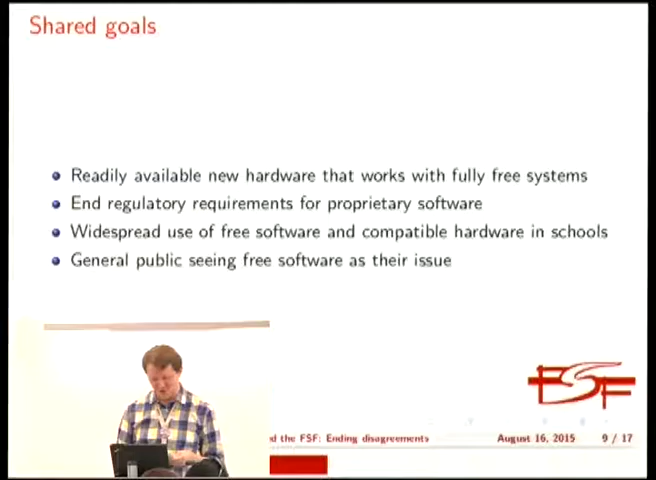 Shared goals
Readily available new hardware that works with fully free systems
End regulatory requirements for proprietary software
Widespread use of free software and compatible hardware in schools
General public seeing free software as their issue
FSF
d the FSF: Ending disagreements August 16, 2015 9 / 17